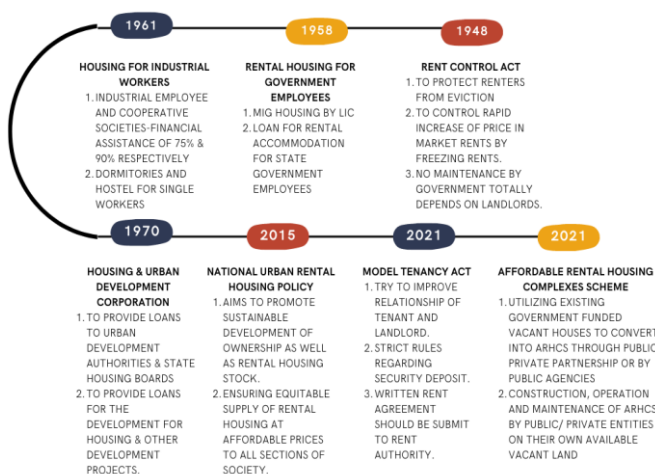 1961
HOUSING FOR INDUSTRIAL
WORKERS
1. INDUSTRIAL EMPLOYEE
AND COOPERATIVE
SOCIETIES-FINANCIAL
ASSISTANCE OF 75% &
90% RESPECTIVELY
2. DORMITORIES AND
HOSTEL FOR SINGLE
WORKERS
1958
RENTAL HOUSING FOR
GOVERNMENT
EMPLOYEES
1. MIG HOUSING BY LIC
2. LOAN FOR RENTAL
ACCOMMODATION
FOR STATE
GOVERNMENT
EMPLOYEES
1948
RENT CONTROL ACT
1. TO PROTECT RENTERS
FROM EVICTION
2. TO CONTROL RAPID
INCREASE OF PRICE IN
MARKET RENTS BY
FREEZING RENTS.
3. NO MAINTENANCE BY
GOVERNMENT TOTALLY
DEPENDS ON LANDLORDS.
1970
HOUSING & URBAN
DEVELOPMENT
CORPORATION
1. TO PROVIDE LOANS
TO URBAN
DEVELOPMENT
AUTHORITIES & STATE
HOUSING BOARDS
2. TO PROVIDE LOANS
FOR THE
DEVELOPMENT FOR
HOUSING & OTHER
DEVELOPMENT
PROJECTS.
2015
NATIONAL URBAN RENTAL
HOUSING POLICY
1. AIMS TO PROMOTE
SUSTAINABLE
DEVELOPMENT OF
OWNERSHIP AS WELL
AS RENTAL HOUSING
STOCK.
2. ENSURING EQUITABLE
SUPPLY OF RENTAL
HOUSING AT
AFFORDABLE PRICES
TO ALL SECTIONS OF
SOCIETY.
2021
MODEL TENANCY ACT
1. TRY TO IMPROVE
RELATIONSHIP OF
TENANT AND
LANDLORD.
2. STRICT RULES
REGARDING
SECURITY DEPOSIT.
3. WRITTEN RENT
AGREEMENT
SHOULD BE SUBMIT
TO RENT
AUTHORITY.
2021
AFFORDABLE RENTAL HOUSING
COMPLEXES SCHEME
1. UTILIZING EXISTING
GOVERNMENT FUNDED
VACANT HOUSES TO CONVERT
INTO ARHCS THROUGH PUBLIC
PRIVATE PARTNERSHIP OR BY
PUBLIC AGENCIES
2. CONSTRUCTION, OPERATION
AND MAINTENANCE OF ARHCS
BY PUBLIC/ PRIVATE ENTITIES
ON THEIR OWN AVAILABLE
VACANT LAND